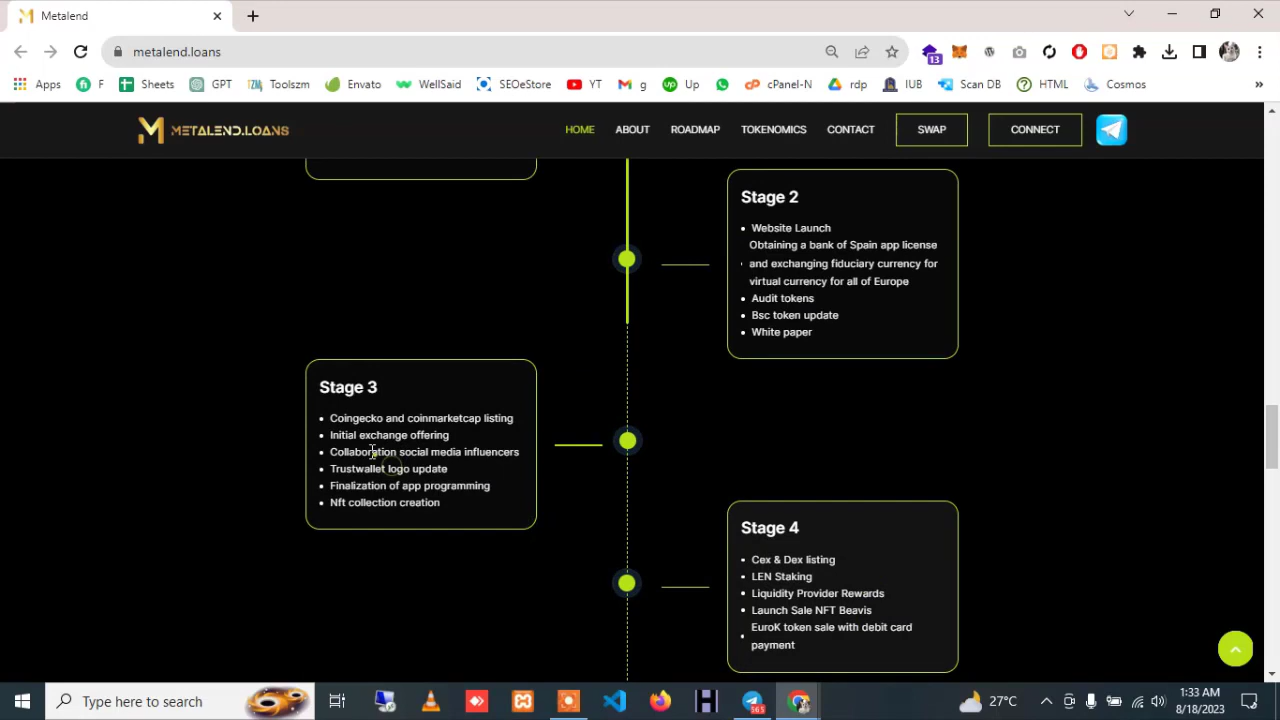 Metalend
metalend.loans
13
Apps
F
Sheets
GPT
Toolszm
Envato
WellSaid
SEOeStore
YT
g
Up
cPanel-N
rdp
IUB
Scan DB
HTML
Cosmos
»
METALEND.LOANS
HOME
ABOUT
ROADMAP
TOKENOMICS
CONTACT
SWAP
CONNECT
Stage 2
Website Launch
Obtaining a bank of Spain app license
and exchanging fiduciary currency for
virtual currency for all of Europe
Audit tokens
Bsc token update
White paper
Stage 3
Coingecko and coinmarketcap listing
Initial exchange offering
Collaboration social media influencers
Trustwallet logo update
Finalization of app programming
Nft collection creation
Stage 4
Cex & Dex listing
LEN Staking
Liquidity Provider Rewards
Launch Sale NFT Beavis
EuroK token sale with debit card
payment
Type here to search
27°C
1:33 AM
8/18/2023